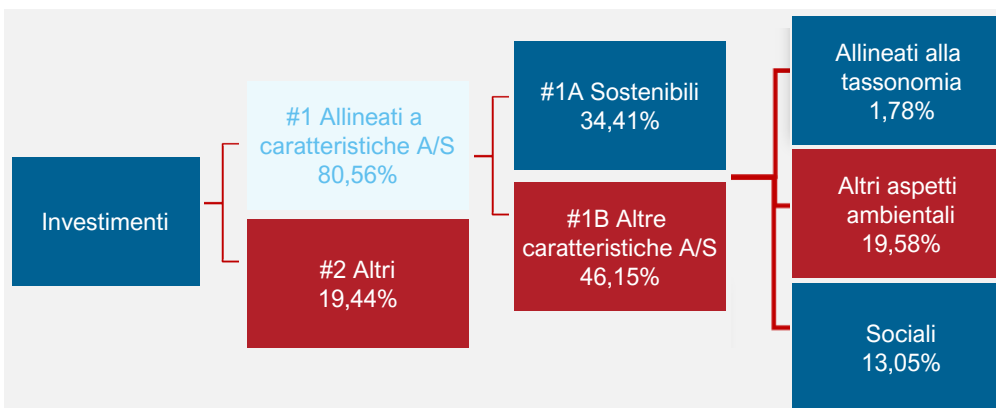 Investimenti
#1 Allineati a
caratteristiche A/S
80,56%
#2 Altri
19,44%
#1A Sostenibili
34,41%
#1B Altre
caratteristiche A/S
46,15%
Allineati alla
tassonomia
1,78%
Altri aspetti
ambientali
19,58%
Sociali
13,05%